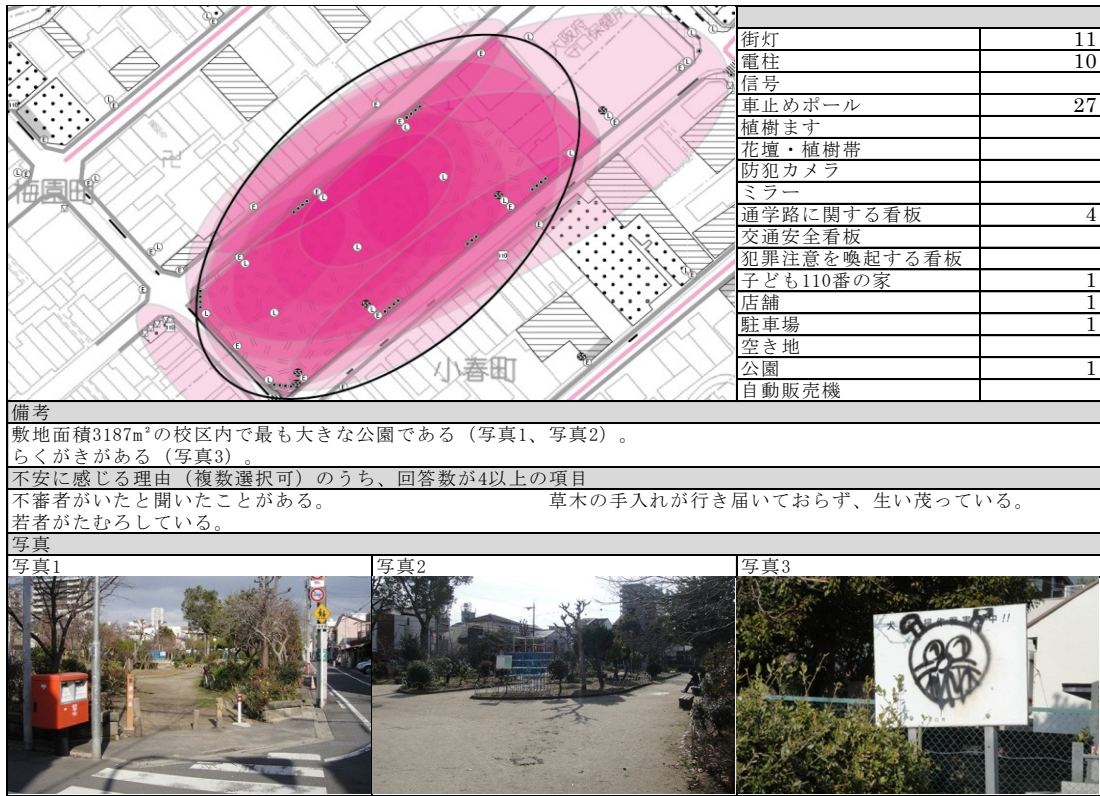 大阪府
守口保健所
梅園町
小春町
街灯 11
電柱 10
信号
車止めポール 27
植樹ます
花壇・植樹帯
防犯カメラ
ミラー
通学路に関する看板 4
交通安全看板
犯罪注意を喚起する看板
子ども110番の家 1
店舗 1
駐車場 1
空き地
公園 1
自動販売機
備考
敷地面積3187m²の校区内で最も大きな公園である（写真1、写真2）。
らくがきがある（写真3）。
不安に感じる理由（複数選択可）のうち、回答数が4以上の項目
不審者がいたと聞いたことがある。 草木の手入れが行き届いておらず、生い茂っている。
若者がたむろしている。
写真
写真1 写真2 写真3